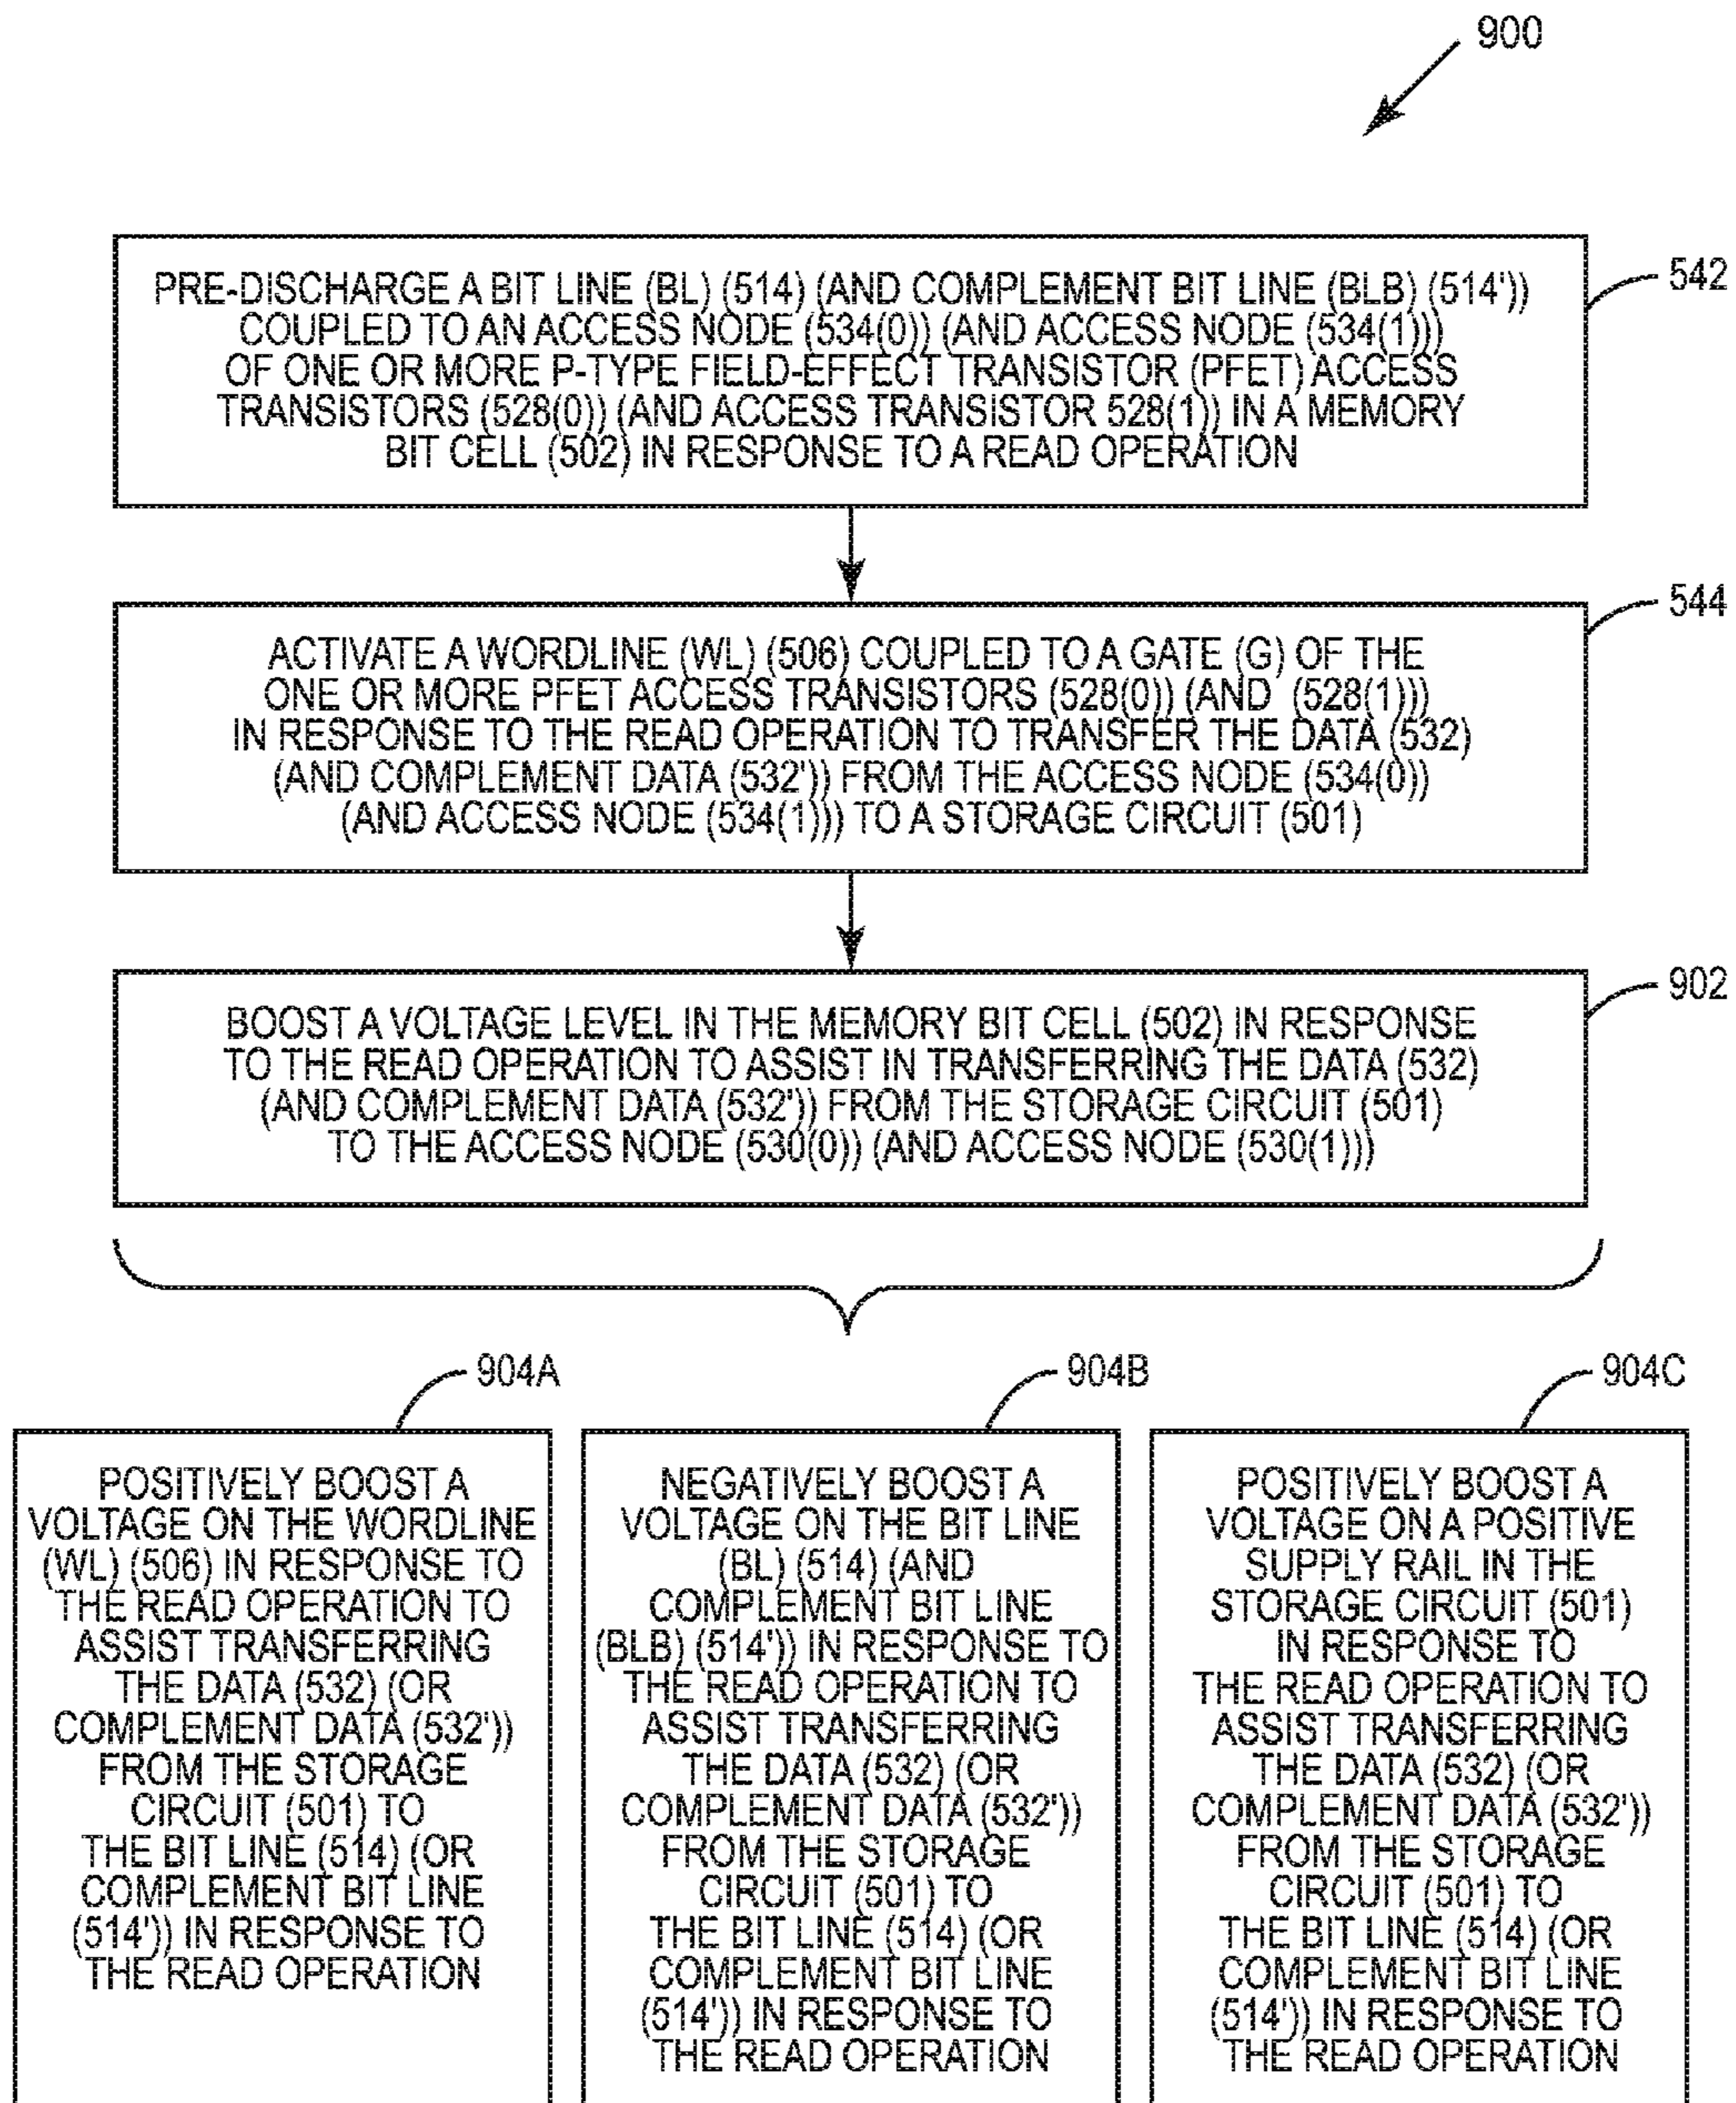 900
542
PRE-DISCHARGE A BIT LINE (BL) (514) (AND COMPLEMENT BIT LINE (BLB) (514'))
COUPLED TO AN ACCESS NODE (534(0)) (AND ACCESS NODE (534(1)))
OF ONE OR MORE P-TYPE FIELD-EFFECT TRANSISTOR (PFET) ACCESS
TRANSISTORS (528(0)) (AND ACCESS TRANSISTOR 528(1)) IN A MEMORY
BIT CELL (502) IN RESPONSE TO A READ OPERATION
544
ACTIVATE A WORDLINE (WL) (506) COUPLED TO A GATE (G) OF THE
ONE OR MORE PFET ACCESS TRANSISTORS (528(0)) (AND (528(1)))
IN RESPONSE TO THE READ OPERATION TO TRANSFER THE DATA (532)
(AND COMPLEMENT DATA (532')) FROM THE ACCESS NODE (534(0))
(AND ACCESS NODE (534(1))) TO A STORAGE CIRCUIT (501)
902
BOOST A VOLTAGE LEVEL IN THE MEMORY BIT CELL (502) IN RESPONSE
TO THE READ OPERATION TO ASSIST IN TRANSFERRING THE DATA (532)
(AND COMPLEMENT DATA (532')) FROM THE STORAGE CIRCUIT (501)
TO THE ACCESS NODE (530(0)) (AND ACCESS NODE (530(1)))
904A
POSITIVELY BOOST A
VOLTAGE ON THE WORDLINE
(WL) (506) IN RESPONSE TO
THE READ OPERATION TO
ASSIST TRANSFERRING
THE DATA (532) (OR
COMPLEMENT DATA (532'))
FROM THE STORAGE
CIRCUIT (501) TO
THE BIT LINE (514) (OR
COMPLEMENT BIT LINE
(514')) IN RESPONSE TO
THE READ OPERATION
904B
NEGATIVELY BOOST A
VOLTAGE ON THE BIT LINE
(BL) (514) (AND
COMPLEMENT BIT LINE
(BLB) (514')) IN RESPONSE TO
THE READ OPERATION TO
ASSIST TRANSFERRING
THE DATA (532) (OR
COMPLEMENT DATA (532'))
FROM THE STORAGE
CIRCUIT (501) TO
THE BIT LINE (514) (OR
COMPLEMENT BIT LINE
(514')) IN RESPONSE TO
THE READ OPERATION
904C
POSITIVELY BOOST A
VOLTAGE ON A POSITIVE
SUPPLY RAIL IN THE
STORAGE CIRCUIT (501)
IN RESPONSE TO
THE READ OPERATION TO
ASSIST TRANSFERRING
THE DATA (532) (OR
COMPLEMENT DATA (532'))
FROM THE STORAGE
CIRCUIT (501) TO
THE BIT LINE (514) (OR
COMPLEMENT BIT LINE
(514')) IN RESPONSE TO
THE READ OPERATION